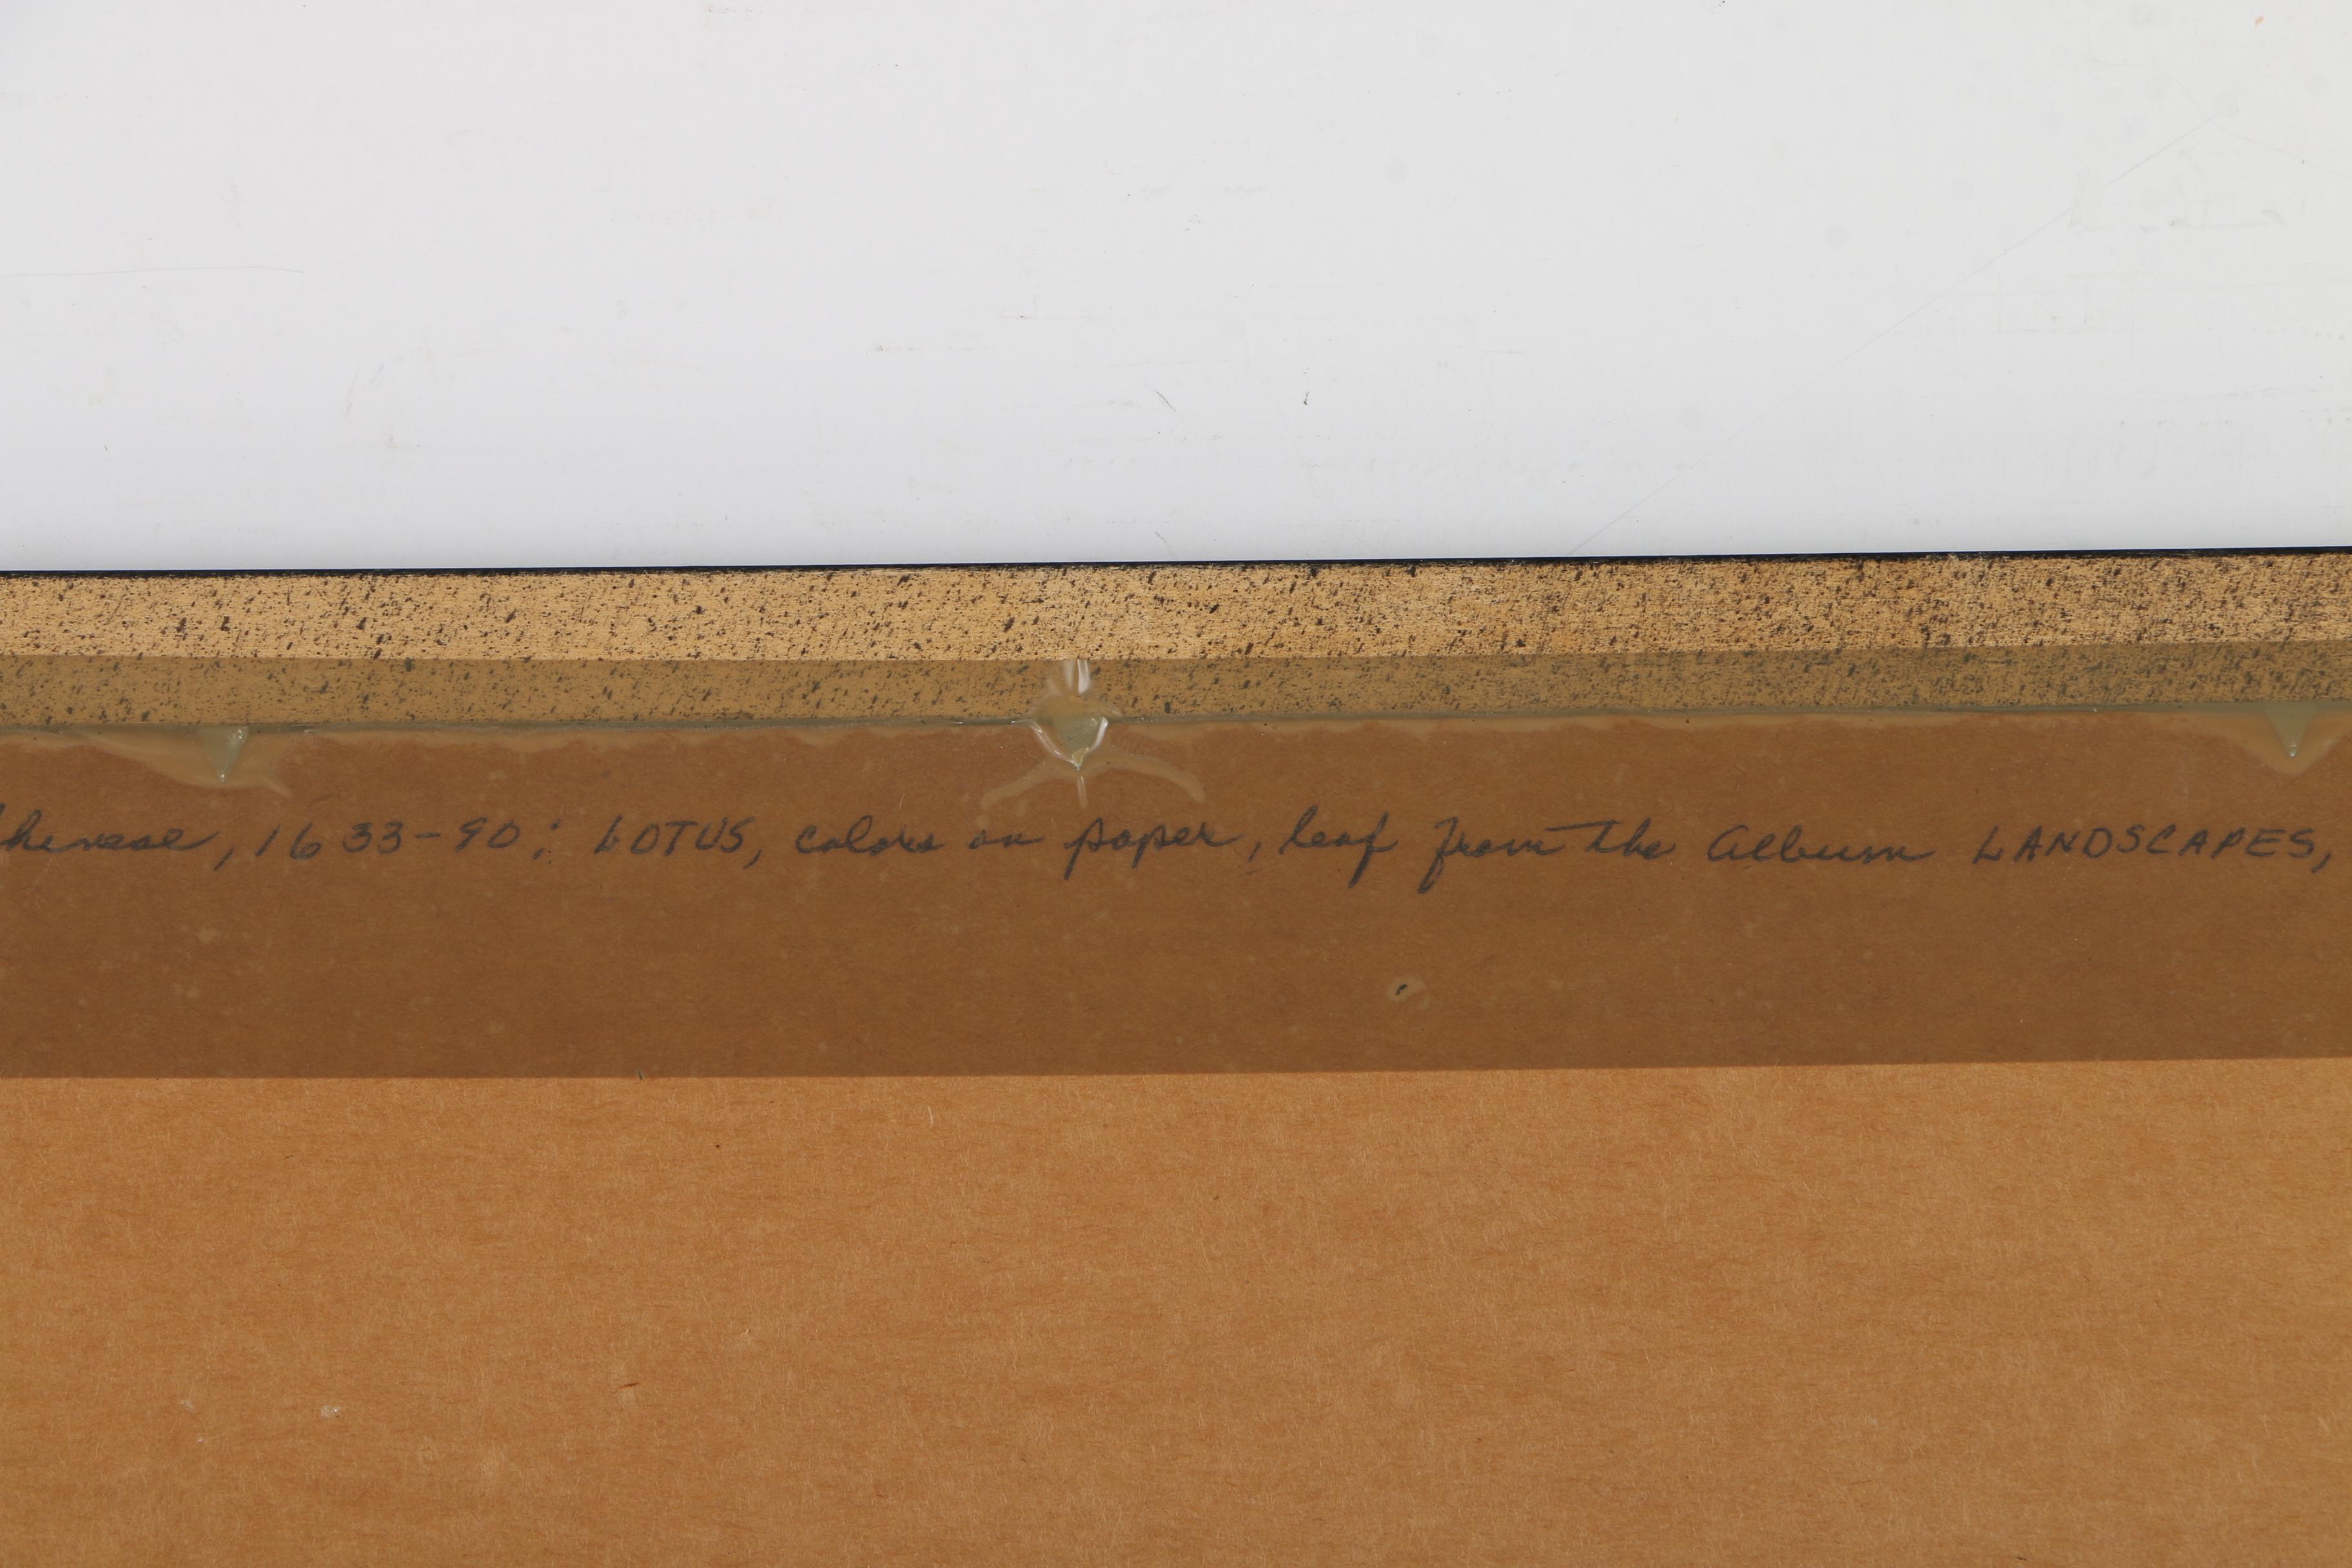 Chinese, 1633-90: LOTUS, colors on paper, leaf from the album LANDSCAPES,